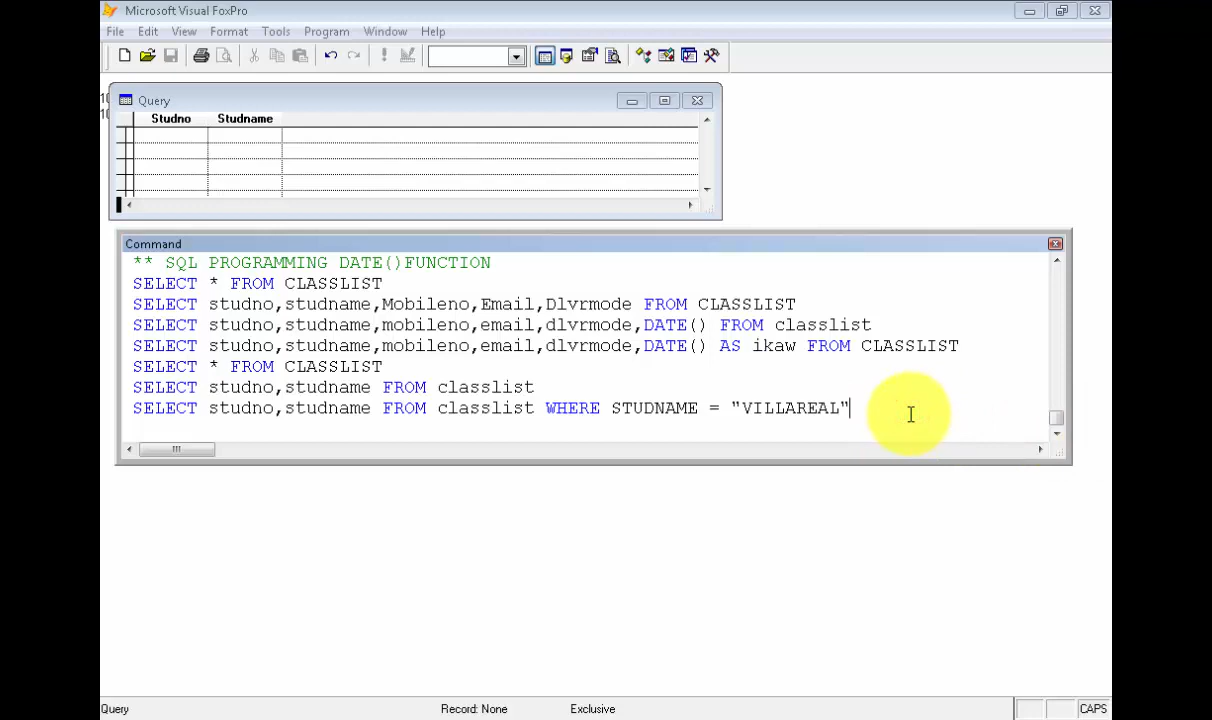 Microsoft Visual FoxPro
File Edit View Format Tools Program Window Help
Query
Studno Studname
Command
** SQL PROGRAMMING DATE()FUNCTION
SELECT * FROM CLASSLIST
SELECT studno,studname,Mobileno,Email,Dlvrmode FROM CLASSLIST
SELECT studno,studname,mobileno,email,dlvrmode,DATE() FROM classlist
SELECT studno,studname,mobileno,email,dlvrmode,DATE() AS ikaw FROM CLASSLIST
SELECT * FROM CLASSLIST
SELECT studno,studname FROM classlist
SELECT studno,studname FROM classlist WHERE STUDNAME = "VILLAREAL"
Query Record: None Exclusive CAPS